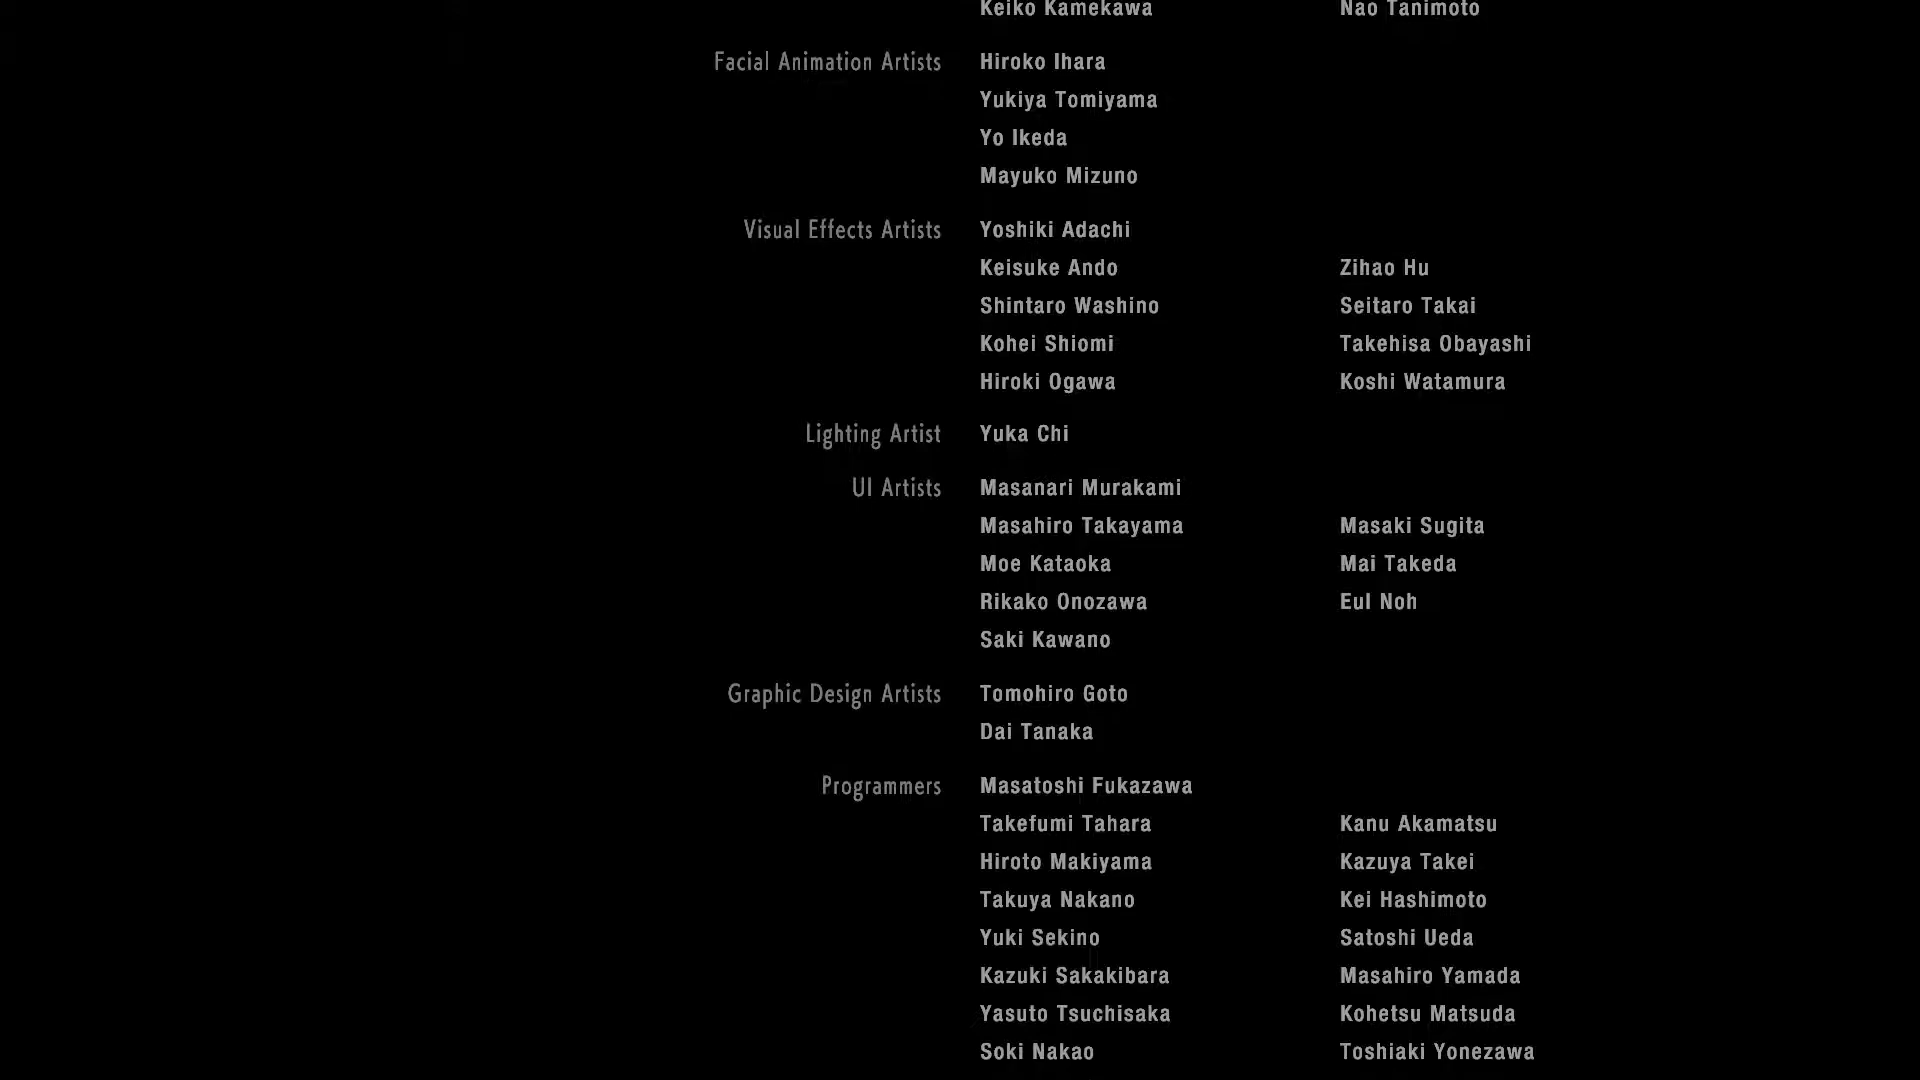 Keiko Kamekawa Nao Tanimoto
Facial Animation Artists Hiroko Ihara
Yukiya Tomiyama
Yo Ikeda
Mayuko Mizuno
Visual Effects Artists Yoshiki Adachi
Keisuke Ando Zihao Hu
Shintaro Washino Seitaro Takai
Kohei Shiomi Takehisa Obayashi
Hiroki Ogawa Koshi Watamura
Lighting Artist Yuka Chi
UI Artists Masanari Murakami
Masahiro Takayama Masaki Sugita
Moe Kataoka Mai Takeda
Rikako Onozawa Eul Noh
Saki Kawano
Graphic Design Artists Tomohiro Goto
Dai Tanaka
Programmers Masatoshi Fukazawa
Takefumi Tahara Kanu Akamatsu
Hiroto Makiyama Kazuya Takei
Takuya Nakano Kei Hashimoto
Yuki Sekino Satoshi Ueda
Kazuki Sakakibara Masahiro Yamada
Yasuto Tsuchisaka Kohetsu Matsuda
Soki Nakao Toshiaki Yonezawa